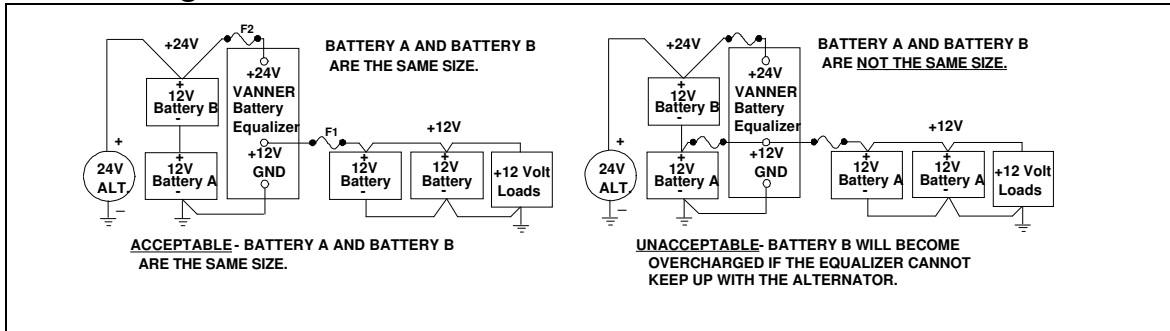 F2
+24V
BATTERY A AND BATTERY B
ARE THE SAME SIZE.
+24V
VANNER
Battery
Equalizer
+12V
GND
+
12V
Battery B
-
F1
+12V
+
24V
ALT.
–
+
12V
Battery A
-
+
12V
Battery
-
+
12V
Battery
-
+12 Volt
Loads
ACCEPTABLE- BATTERY A AND BATTERY B
ARE THE SAME SIZE.
+24V
BATTERY A AND BATTERY B
ARE NOT THE SAME SIZE.
+24V
VANNER
Battery
Equalizer
+12V
GND
+
12V
Battery B
-
+12V
+
24V
ALT.
–
+
12V
Battery A
-
+
12V
Battery A
-
+
12V
Battery A
-
+12 Volt
Loads
UNACCEPTABLE- BATTERY B WILL BECOME
OVERCHARGED IF THE EQUALIZER CANNOT
KEEP UP WITH THE ALTERNATOR.